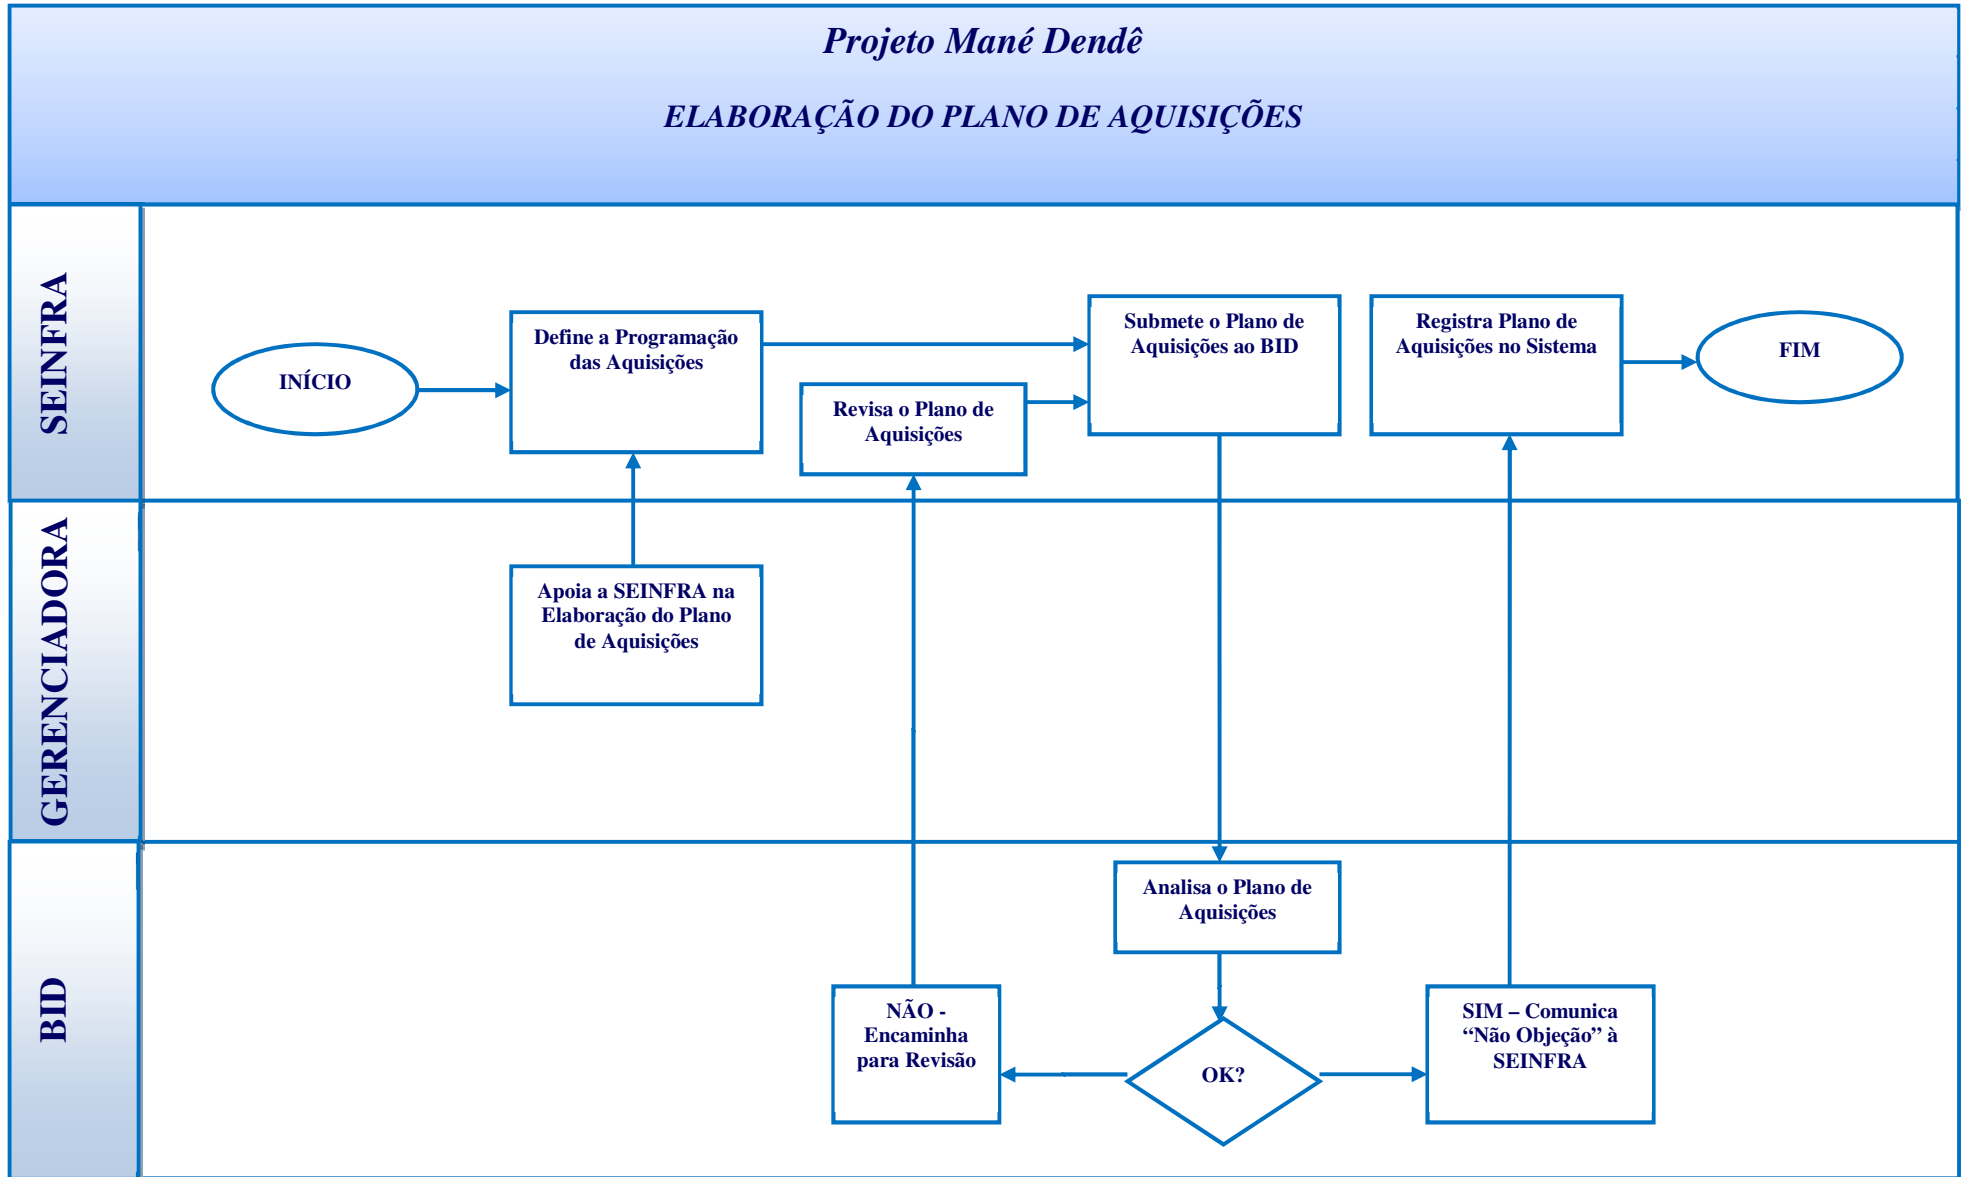 Projeto Mané Dendê
ELABORAÇÃO DO PLANO DE AQUISIÇÕES
SEINFRA
INÍCIO
Define a Programação
das Aquisições
Revisa o Plano de
Aquisições
Submete o Plano de
Aquisições ao BID
Registra Plano de
Aquisições no Sistema
FIM
GERENCIADORA
Apoia a SEINFRA na
Elaboração do Plano
de Aquisições
BID
Analisa o Plano de
Aquisições
NÃO -
Encaminha
para Revisão
OK?
SIM – Comunica
“Não Objeção” à
SEINFRA